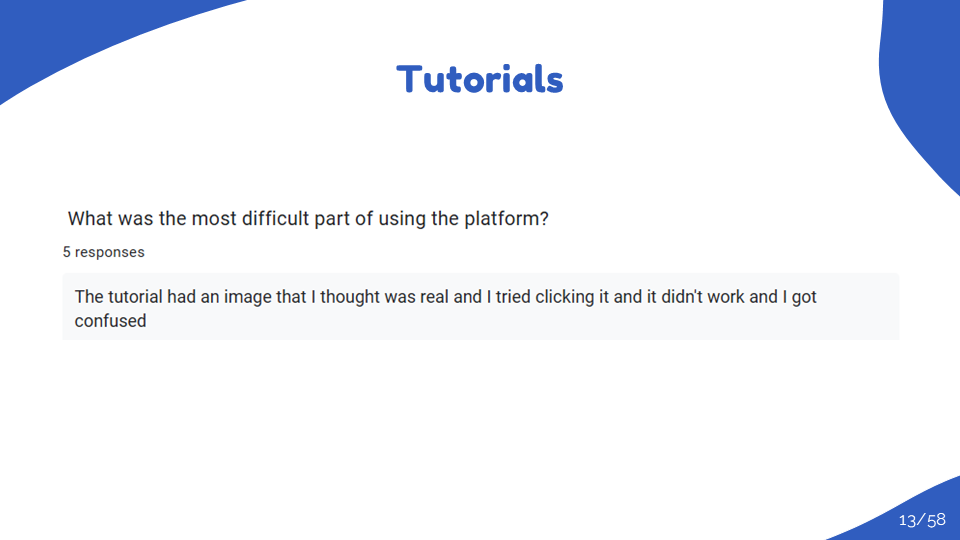 Tutorials
What was the most difficult part of using the platform?
5 responses
The tutorial had an image that I thought was real and I tried clicking it and it didn't work and I got
confused
13/58